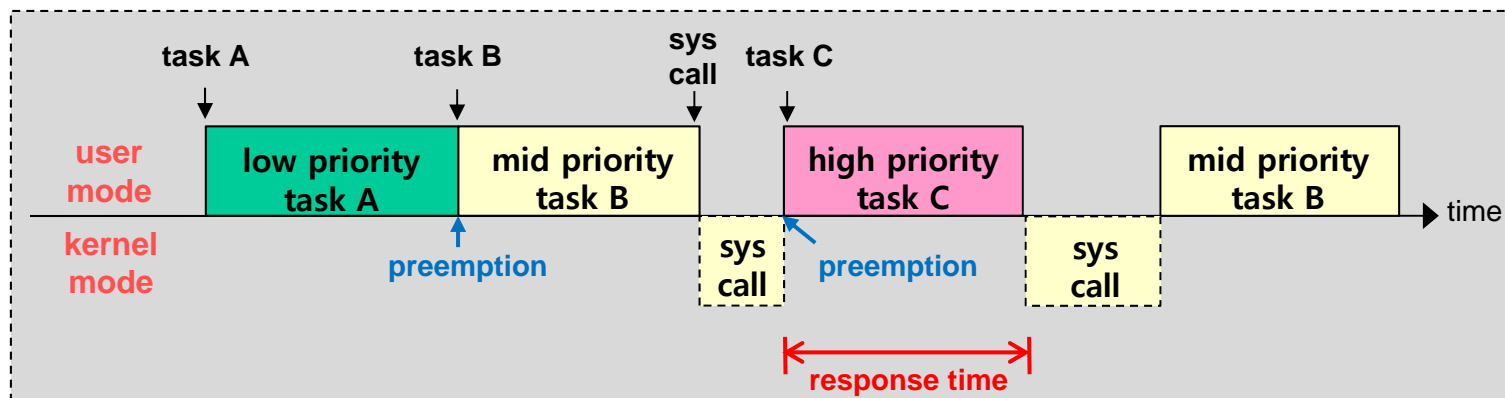 sys
call
task A
task B
task C
user
mode
low priority
task A
mid priority
task B
high priority
task C
mid priority
task B
time
kernel
mode
preemption
sys
call
preemption
sys
call
response time